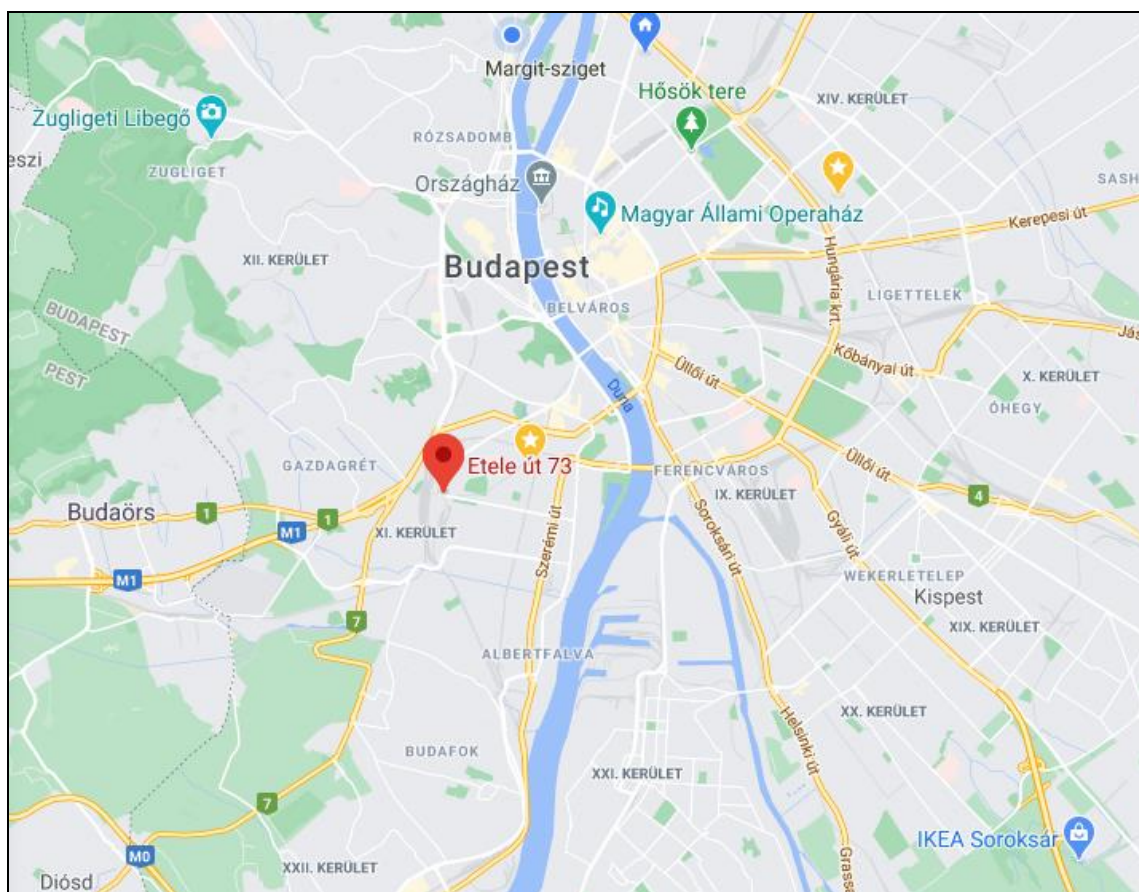 Margit-sziget
Hősök tere
XIV. KERÜLET
Zugligeti Libegő
RÓZSADOMB
eszi
ZUGLIGET
Országház
SASH
Magyar Állami Operaház
Kerepesi út
XII. KERÜLET
Budapest
Hungária krt.
LIGETTELEK
BELVÁROS
BUDAPEST
PEST
Jás
Kőbányai út
Üllői út
X. KERÜLET
Duna
ÓHEGY
GAZDAGRÉT
Etele út 73
FERENCVÁROS
Üllői út
IX. KERÜLET
4
Budaörs
1
1
M1
XI. KERÜLET
Szerémi út
Soroksári út
Gyáli út
M1
WEKERLETELEP
Kispest
7
XIX. KERÜLET
ALBERTFALVA
XX. KERÜLET
BUDAFOK
Helsinki út
XXI. KERÜLET
7
IKEA Soroksár
M0
XXII. KERÜLET
Grass
Diósd